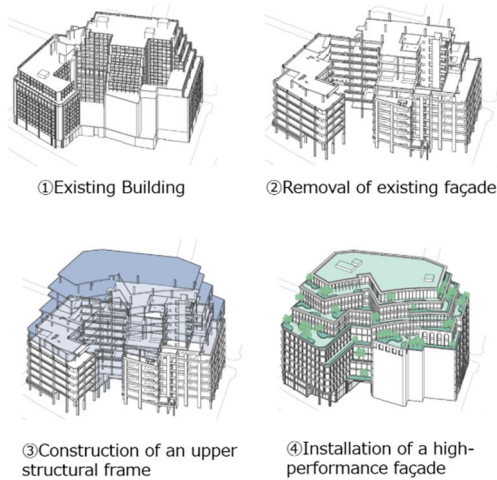 ①Existing Building
②Removal of existing façade
③Construction of an upper
structural frame
④Installation of a high-
performance façade